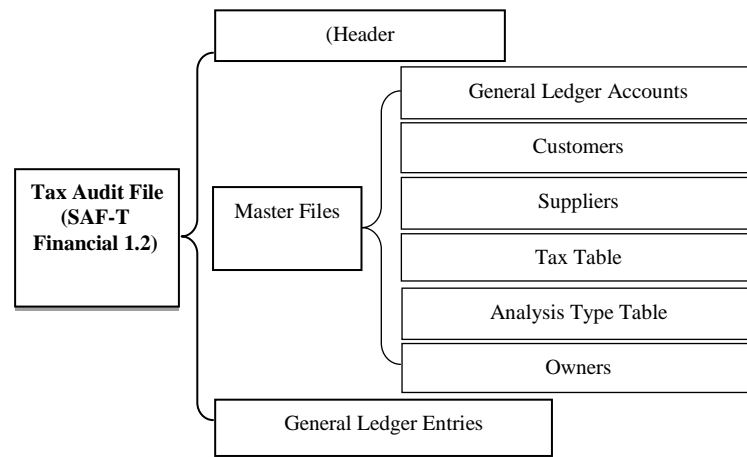 (Header
General Ledger Accounts
Customers
Tax Audit File
(SAF-T
Financial 1.2)
Master Files
Suppliers
Tax Table
Analysis Type Table
Owners
General Ledger Entries